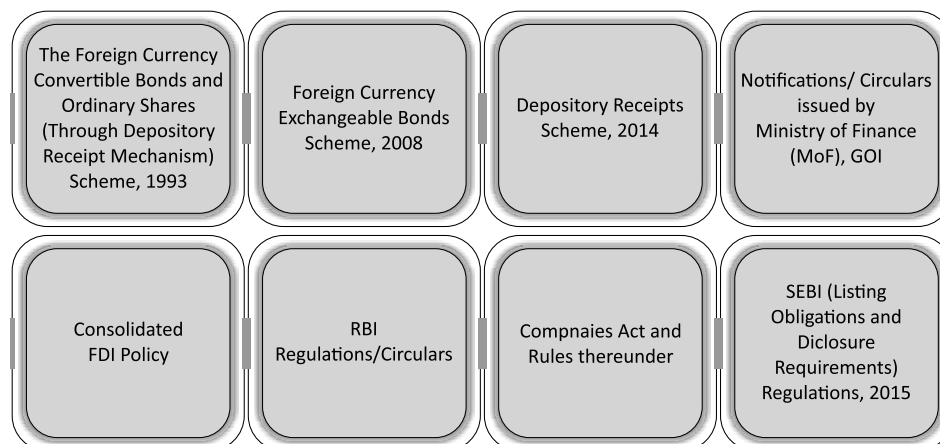 The Foreign Currency
Convertible Bonds and
Ordinary Shares
(Through Depository
Receipt Mechanism)
Scheme, 1993
Foreign Currency
Exchangeable Bonds
Scheme, 2008
Depository Receipts
Scheme, 2014
Notifications/ Circulars
issued by
Ministry of Finance
(MoF), GOI
Consolidated
FDI Policy
RBI
Regulations/Circulars
Compnaies Act and
Rules thereunder
SEBI (Listing
Obligations and
Diclosure
Requirements)
Regulations, 2015